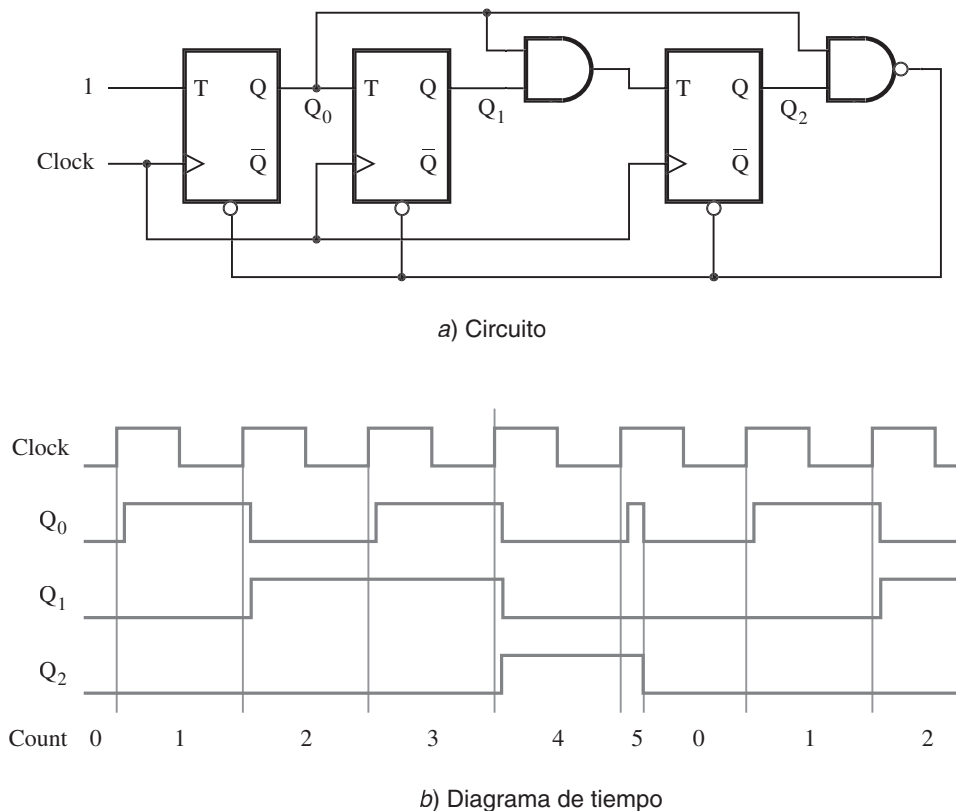 1 T Q Q₀ T Q Q₁ T Q Q₂
Clock Q̅ Q̅ Q̅
a) Circuito
Clock
Q₀
Q₁
Q₂
Count 0 1 2 3 4 5 0 1 2
b) Diagrama de tiempo